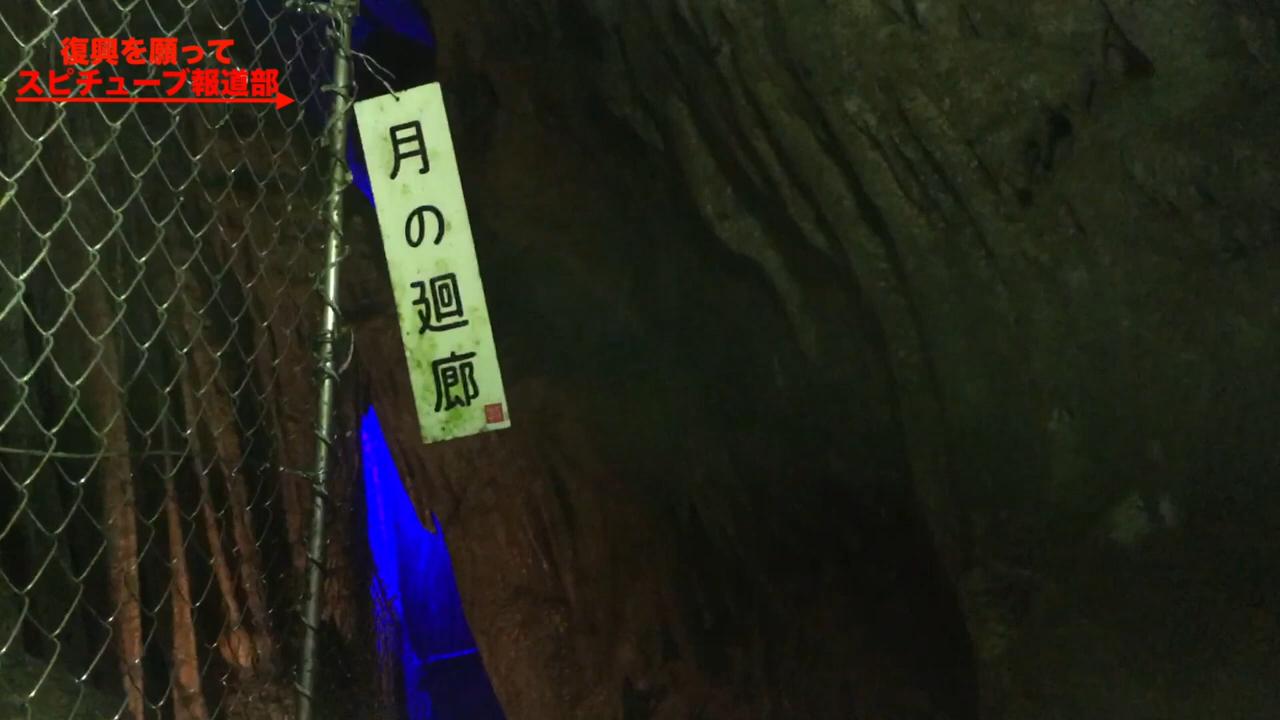 復興を願って
スピチューブ報道部
月の廻廊